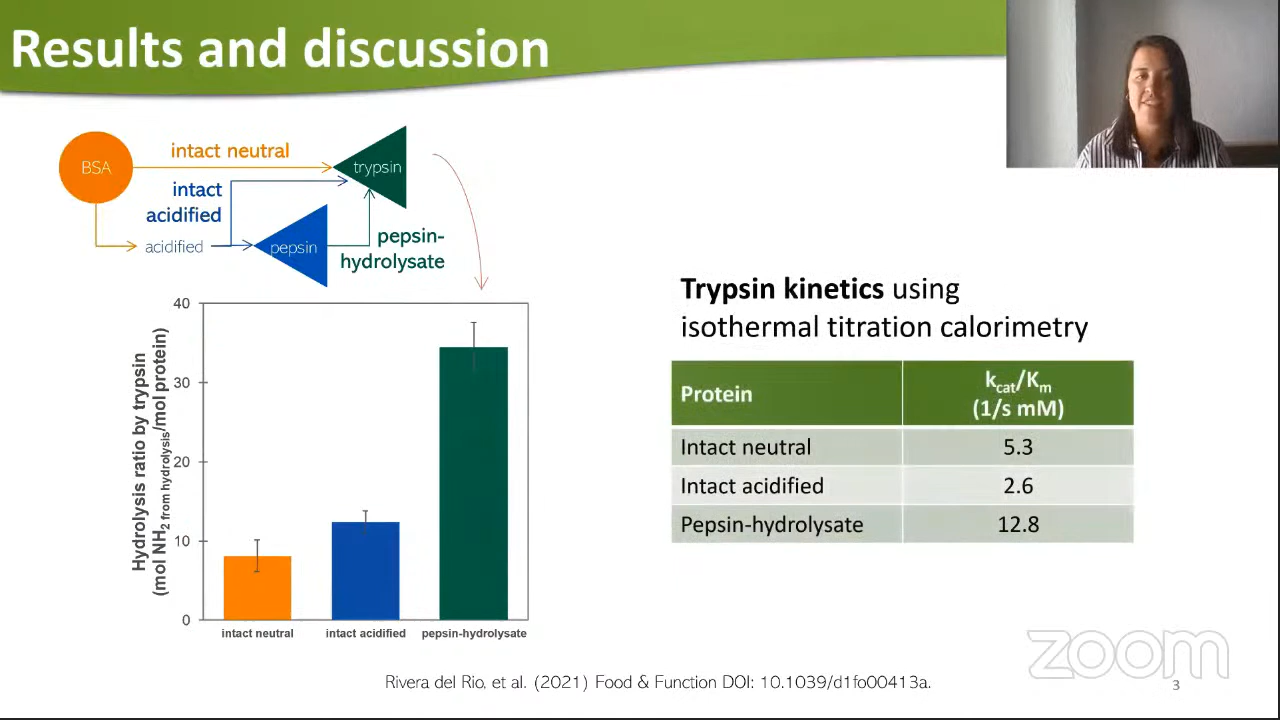 Results and discussion
BSA
intact neutral
trypsin
intact
acidified
acidified
pepsin
pepsin-
hydrolysate
Hydrolysis ratio by trypsin
(mol NH2 from hydrolysis/mol protein)
40
30
20
10
0
intact neutral
intact acidified
pepsin-hydrolysate
Trypsin kinetics using
isothermal titration calorimetry
Protein
kcat/Km
(1/s mM)
Intact neutral 5.3
Intact acidified 2.6
Pepsin-hydrolysate 12.8
Rivera del Rio, et al. (2021) Food & Function DOI: 10.1039/d1fo00413a.
zoom
3